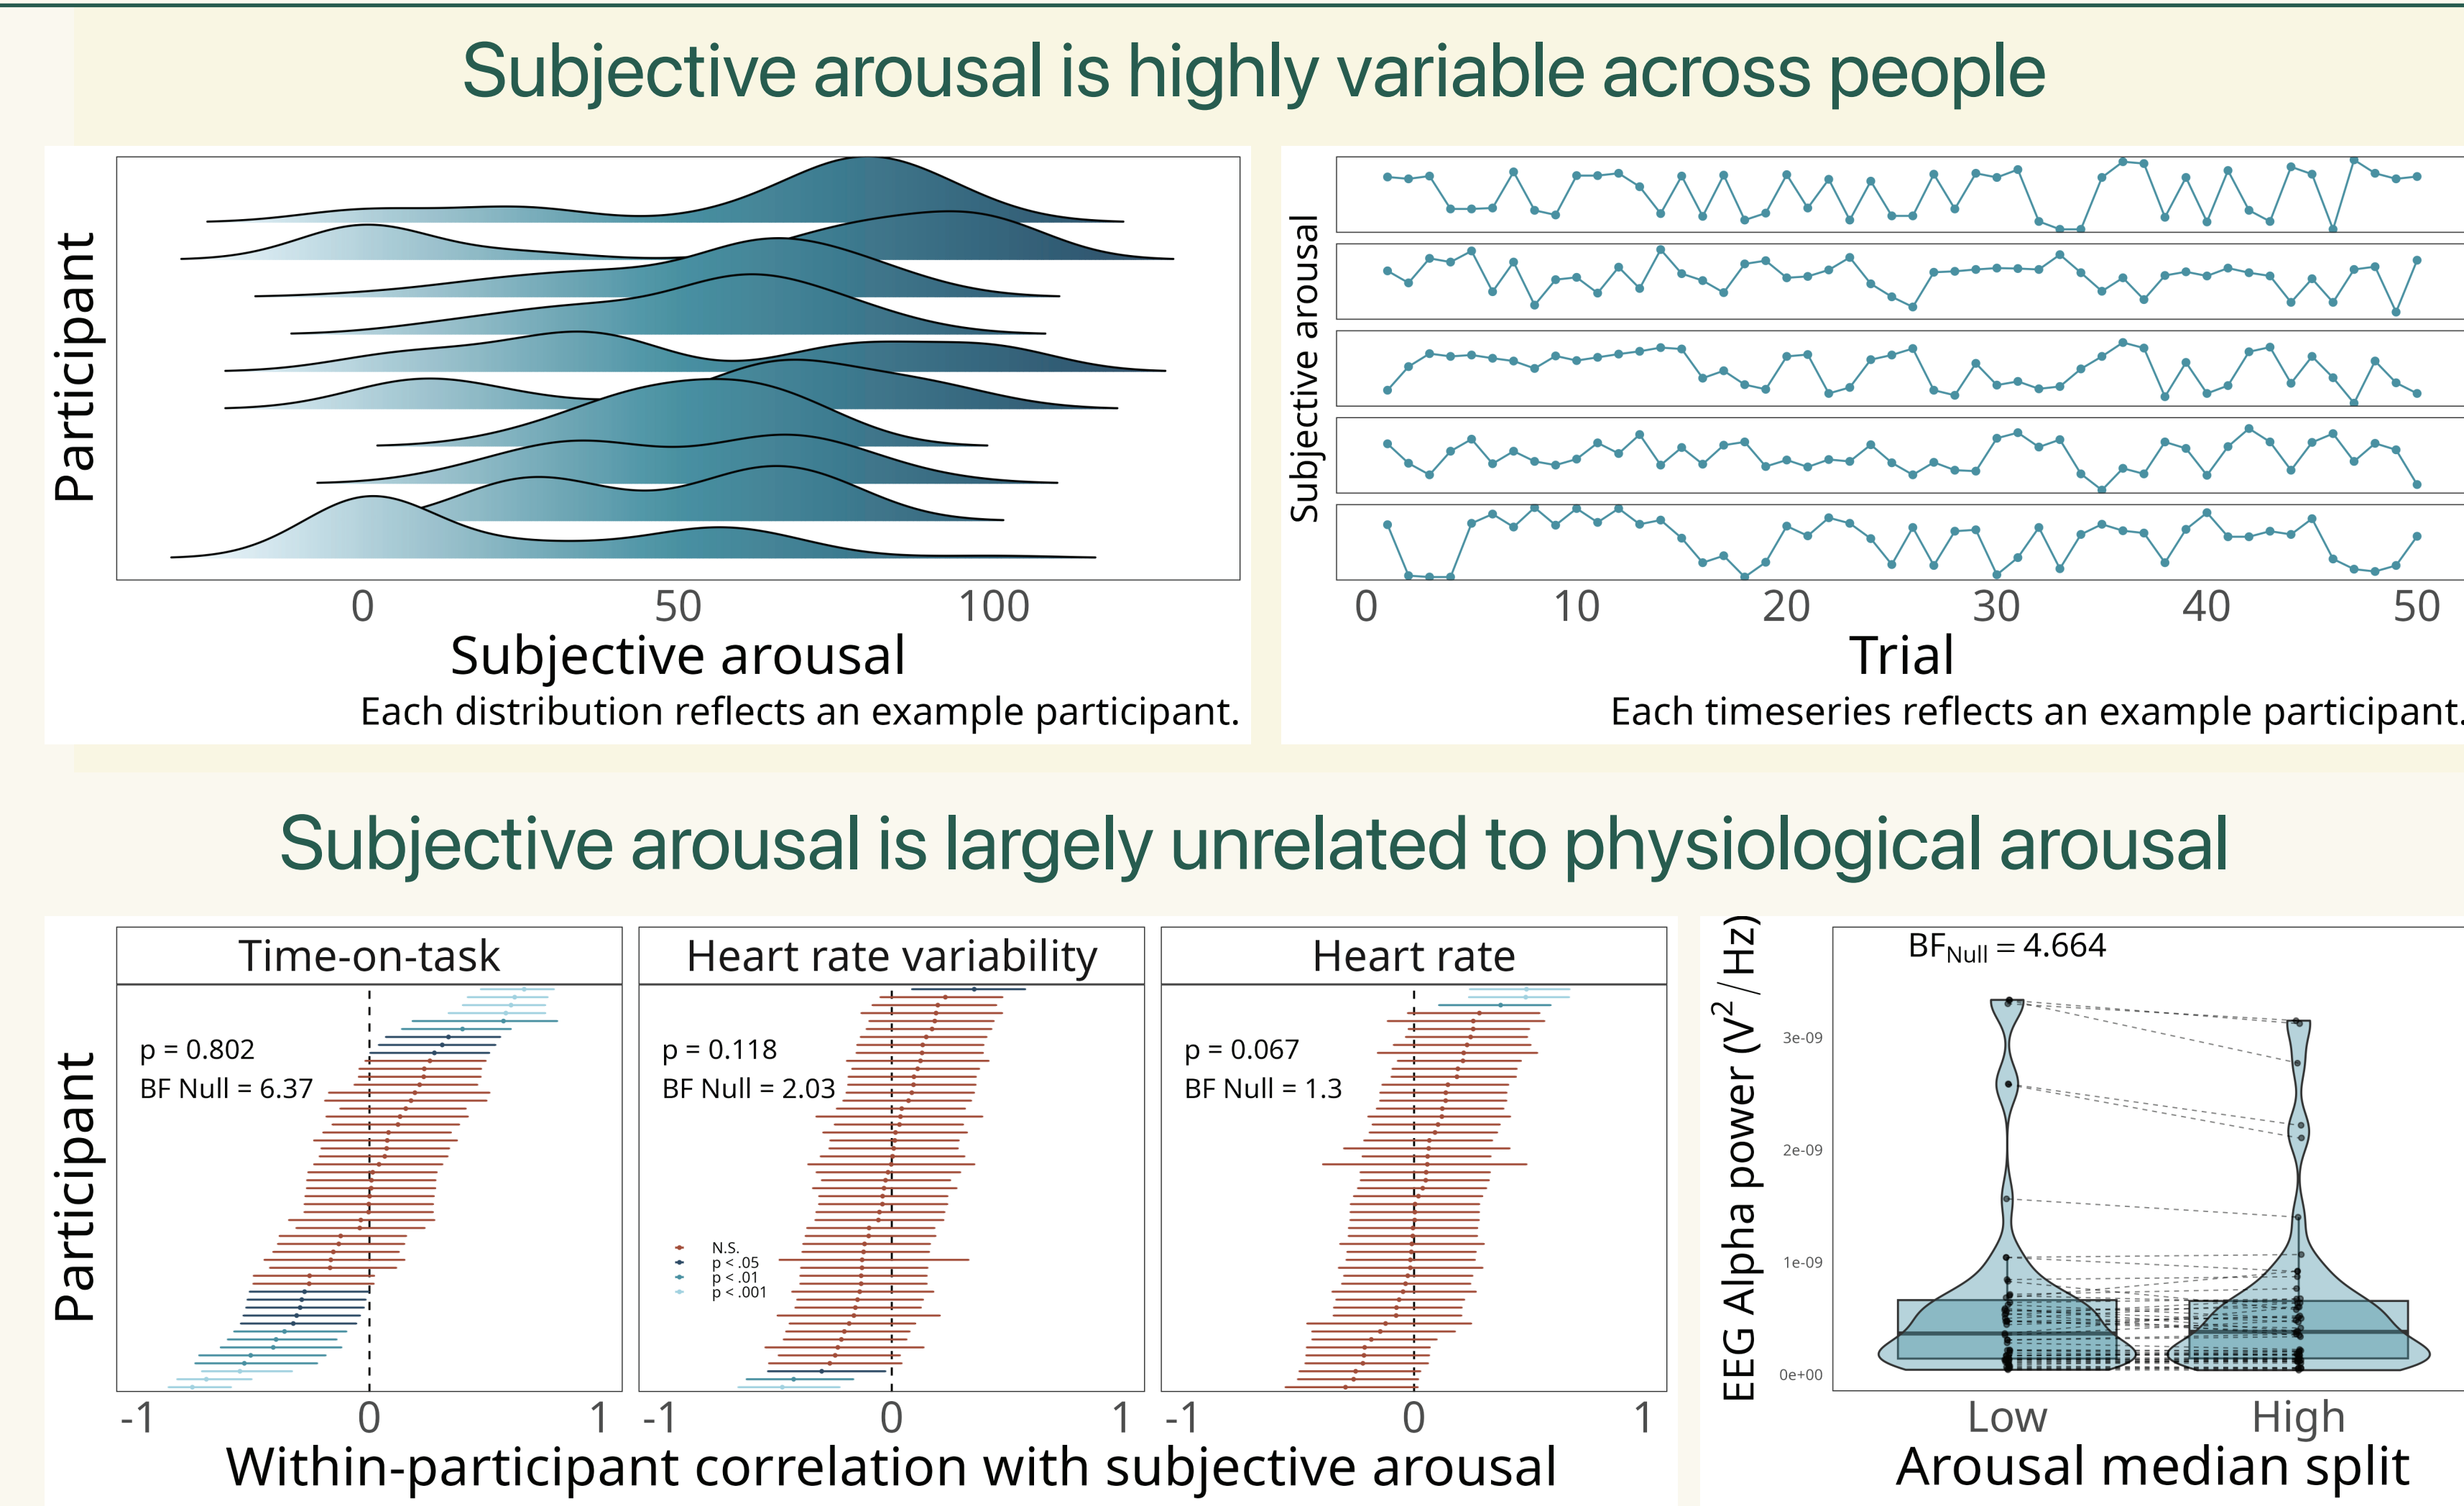 Subjective arousal is highly variable across people
Participant
0 50 100
Subjective arousal
Each distribution reflects an example participant.
Subjective arousal
0 10 20 30 40 50
Trial
Each timeseries reflects an example participant.
Subjective arousal is largely unrelated to physiological arousal
Participant
Time-on-task
p = 0.802
BF Null = 6.37
-1 0 1
Heart rate variability
p = 0.118
BF Null = 2.03
N.S.
p < .05
p < .01
p < .001
-1 0 1
Heart rate
p = 0.067
BF Null = 1.3
-1 0 1
Within-participant correlation with subjective arousal
EEG Alpha power (V² / Hz)
BF_Null = 4.664
3e-09
2e-09
1e-09
0e+00
Low High
Arousal median split